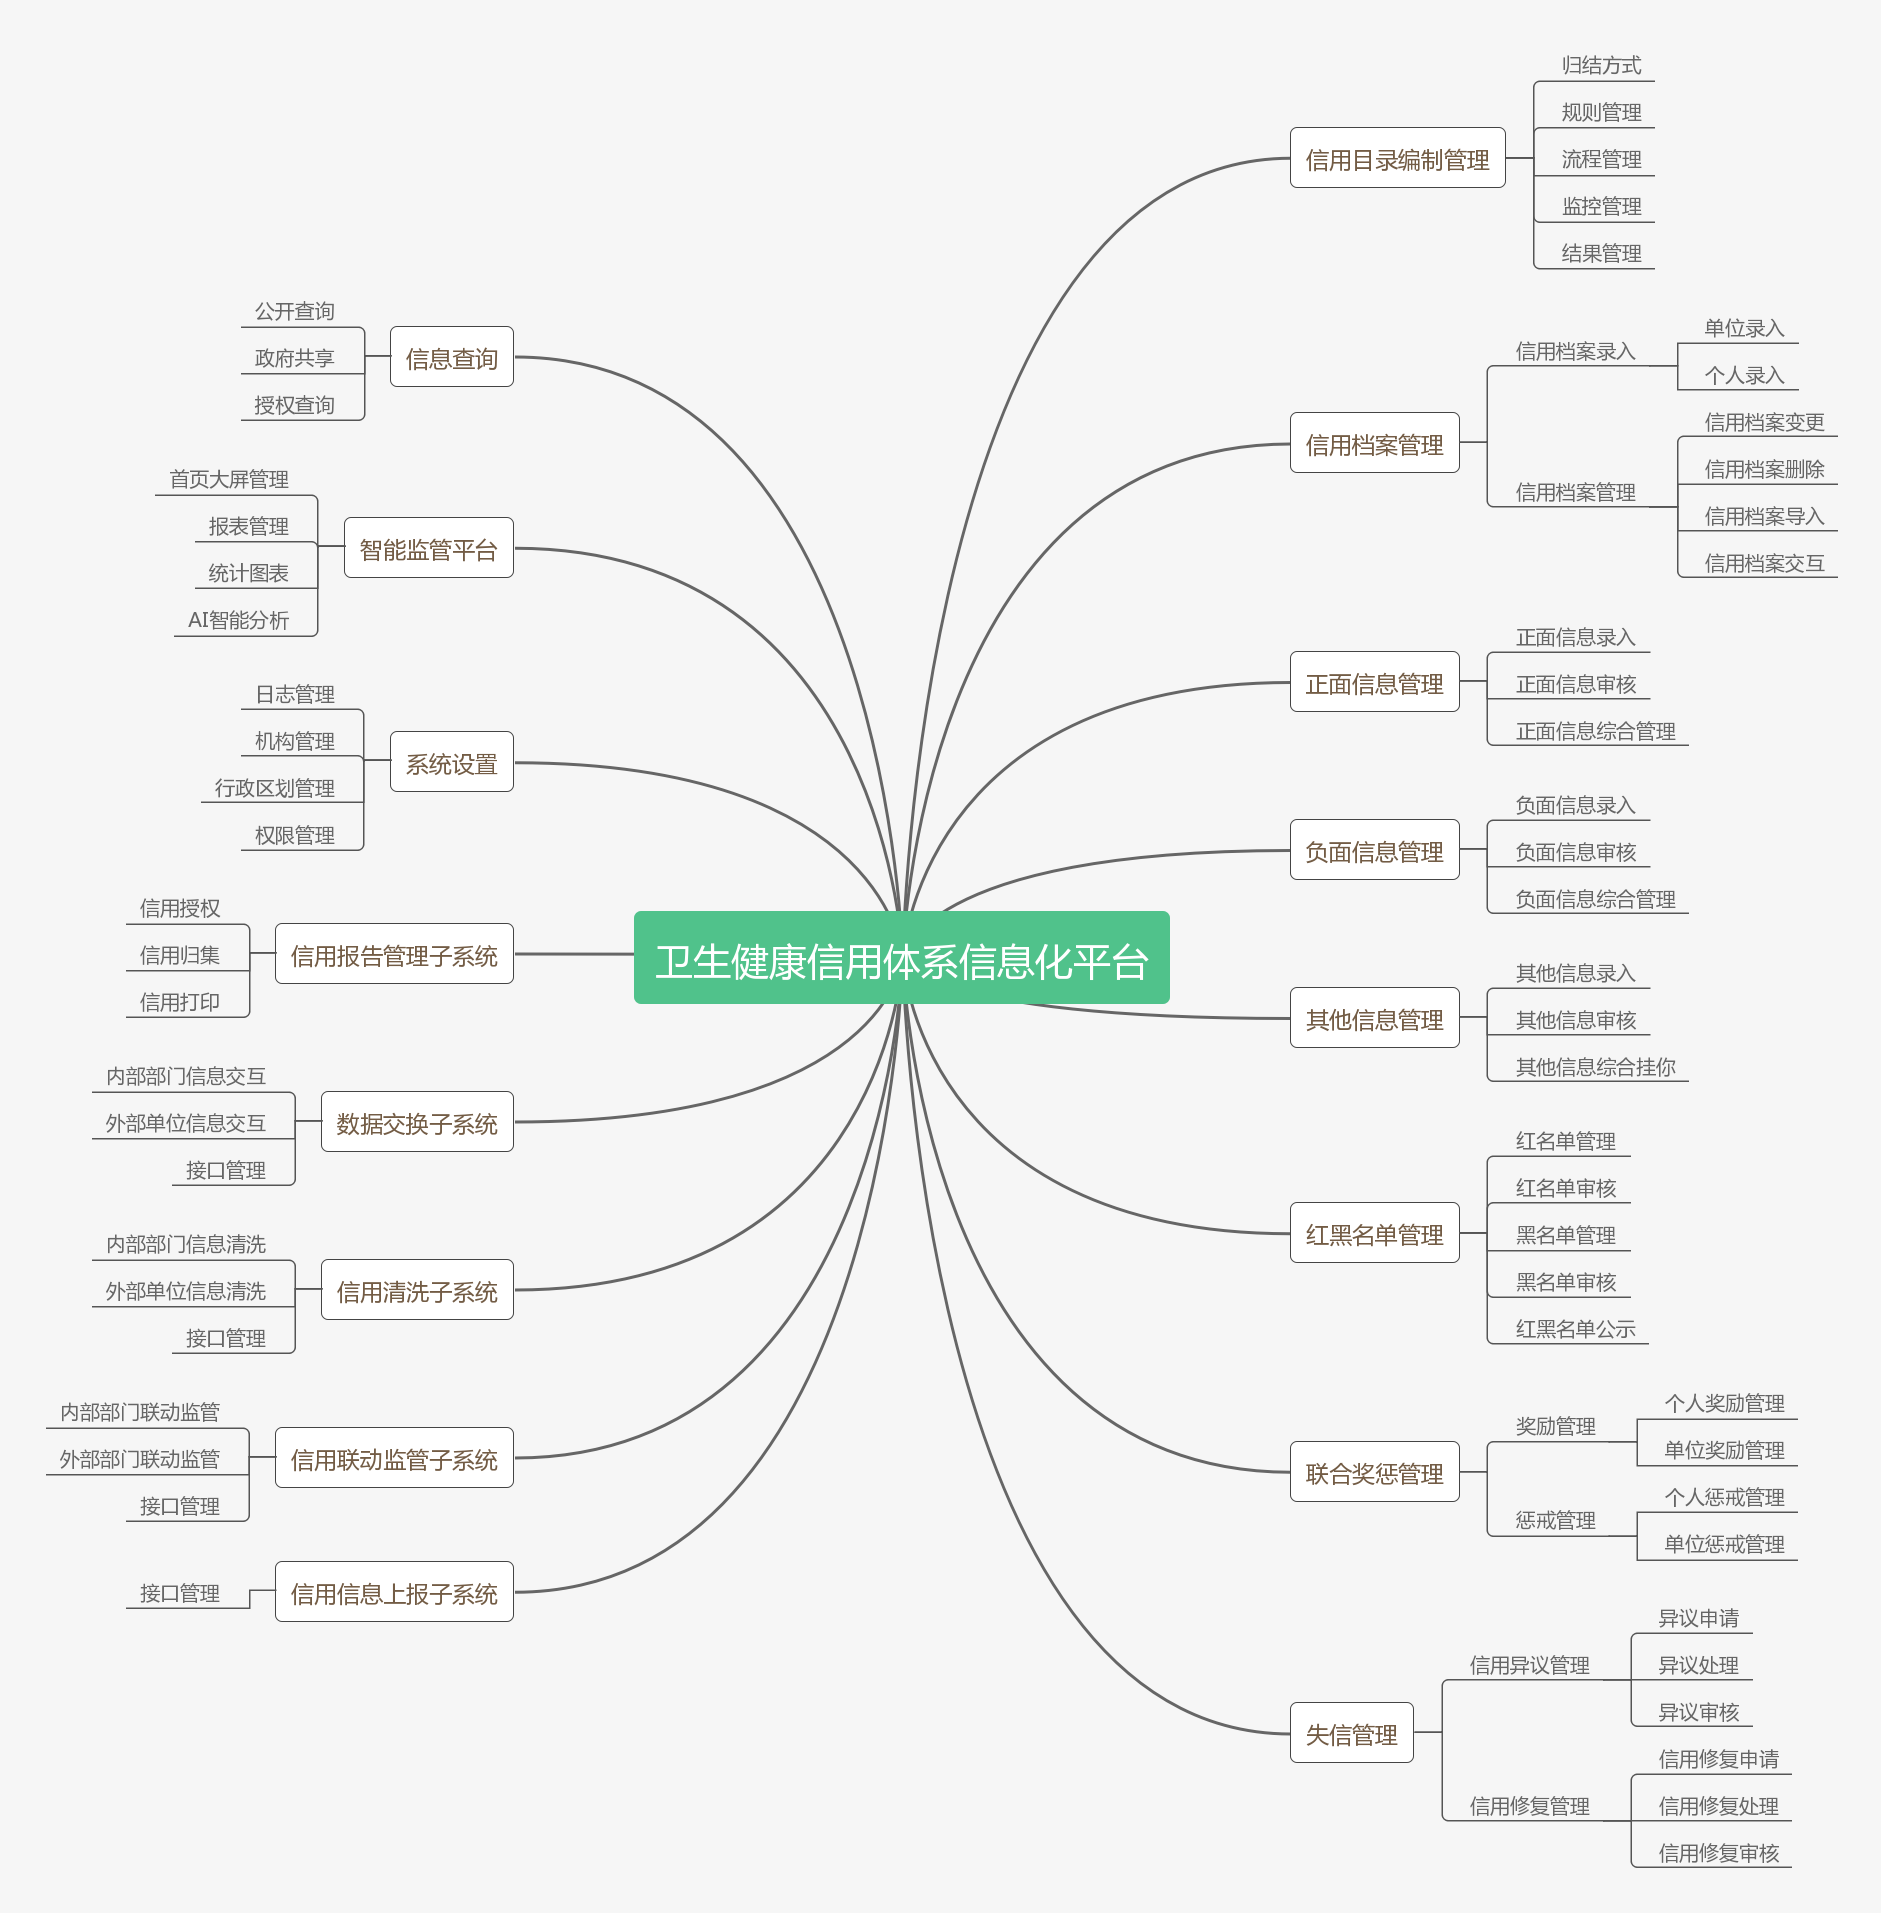 卫生健康信用体系信息化平台
信用目录编制管理
归结方式
规则管理
流程管理
监控管理
结果管理
信用档案管理
信用档案录入
单位录入
个人录入
信用档案管理
信用档案变更
信用档案删除
信用档案导入
信用档案交互
正面信息管理
正面信息录入
正面信息审核
正面信息综合管理
负面信息管理
负面信息录入
负面信息审核
负面信息综合管理
其他信息管理
其他信息录入
其他信息审核
其他信息综合挂你
红黑名单管理
红名单管理
红名单审核
黑名单管理
黑名单审核
红黑名单公示
联合奖惩管理
奖励管理
个人奖励管理
单位奖励管理
惩戒管理
个人惩戒管理
单位惩戒管理
失信管理
信用异议管理
异议申请
异议处理
异议审核
信用修复管理
信用修复申请
信用修复处理
信用修复审核
信息查询
公开查询
政府共享
授权查询
智能监管平台
首页大屏管理
报表管理
统计图表
AI智能分析
系统设置
日志管理
机构管理
行政区划管理
权限管理
信用报告管理子系统
信用授权
信用归集
信用打印
数据交换子系统
内部部门信息交互
外部单位信息交互
接口管理
信用清洗子系统
内部部门信息清洗
外部单位信息清洗
接口管理
信用联动监管子系统
内部部门联动监管
外部部门联动监管
接口管理
信用信息上报子系统
接口管理